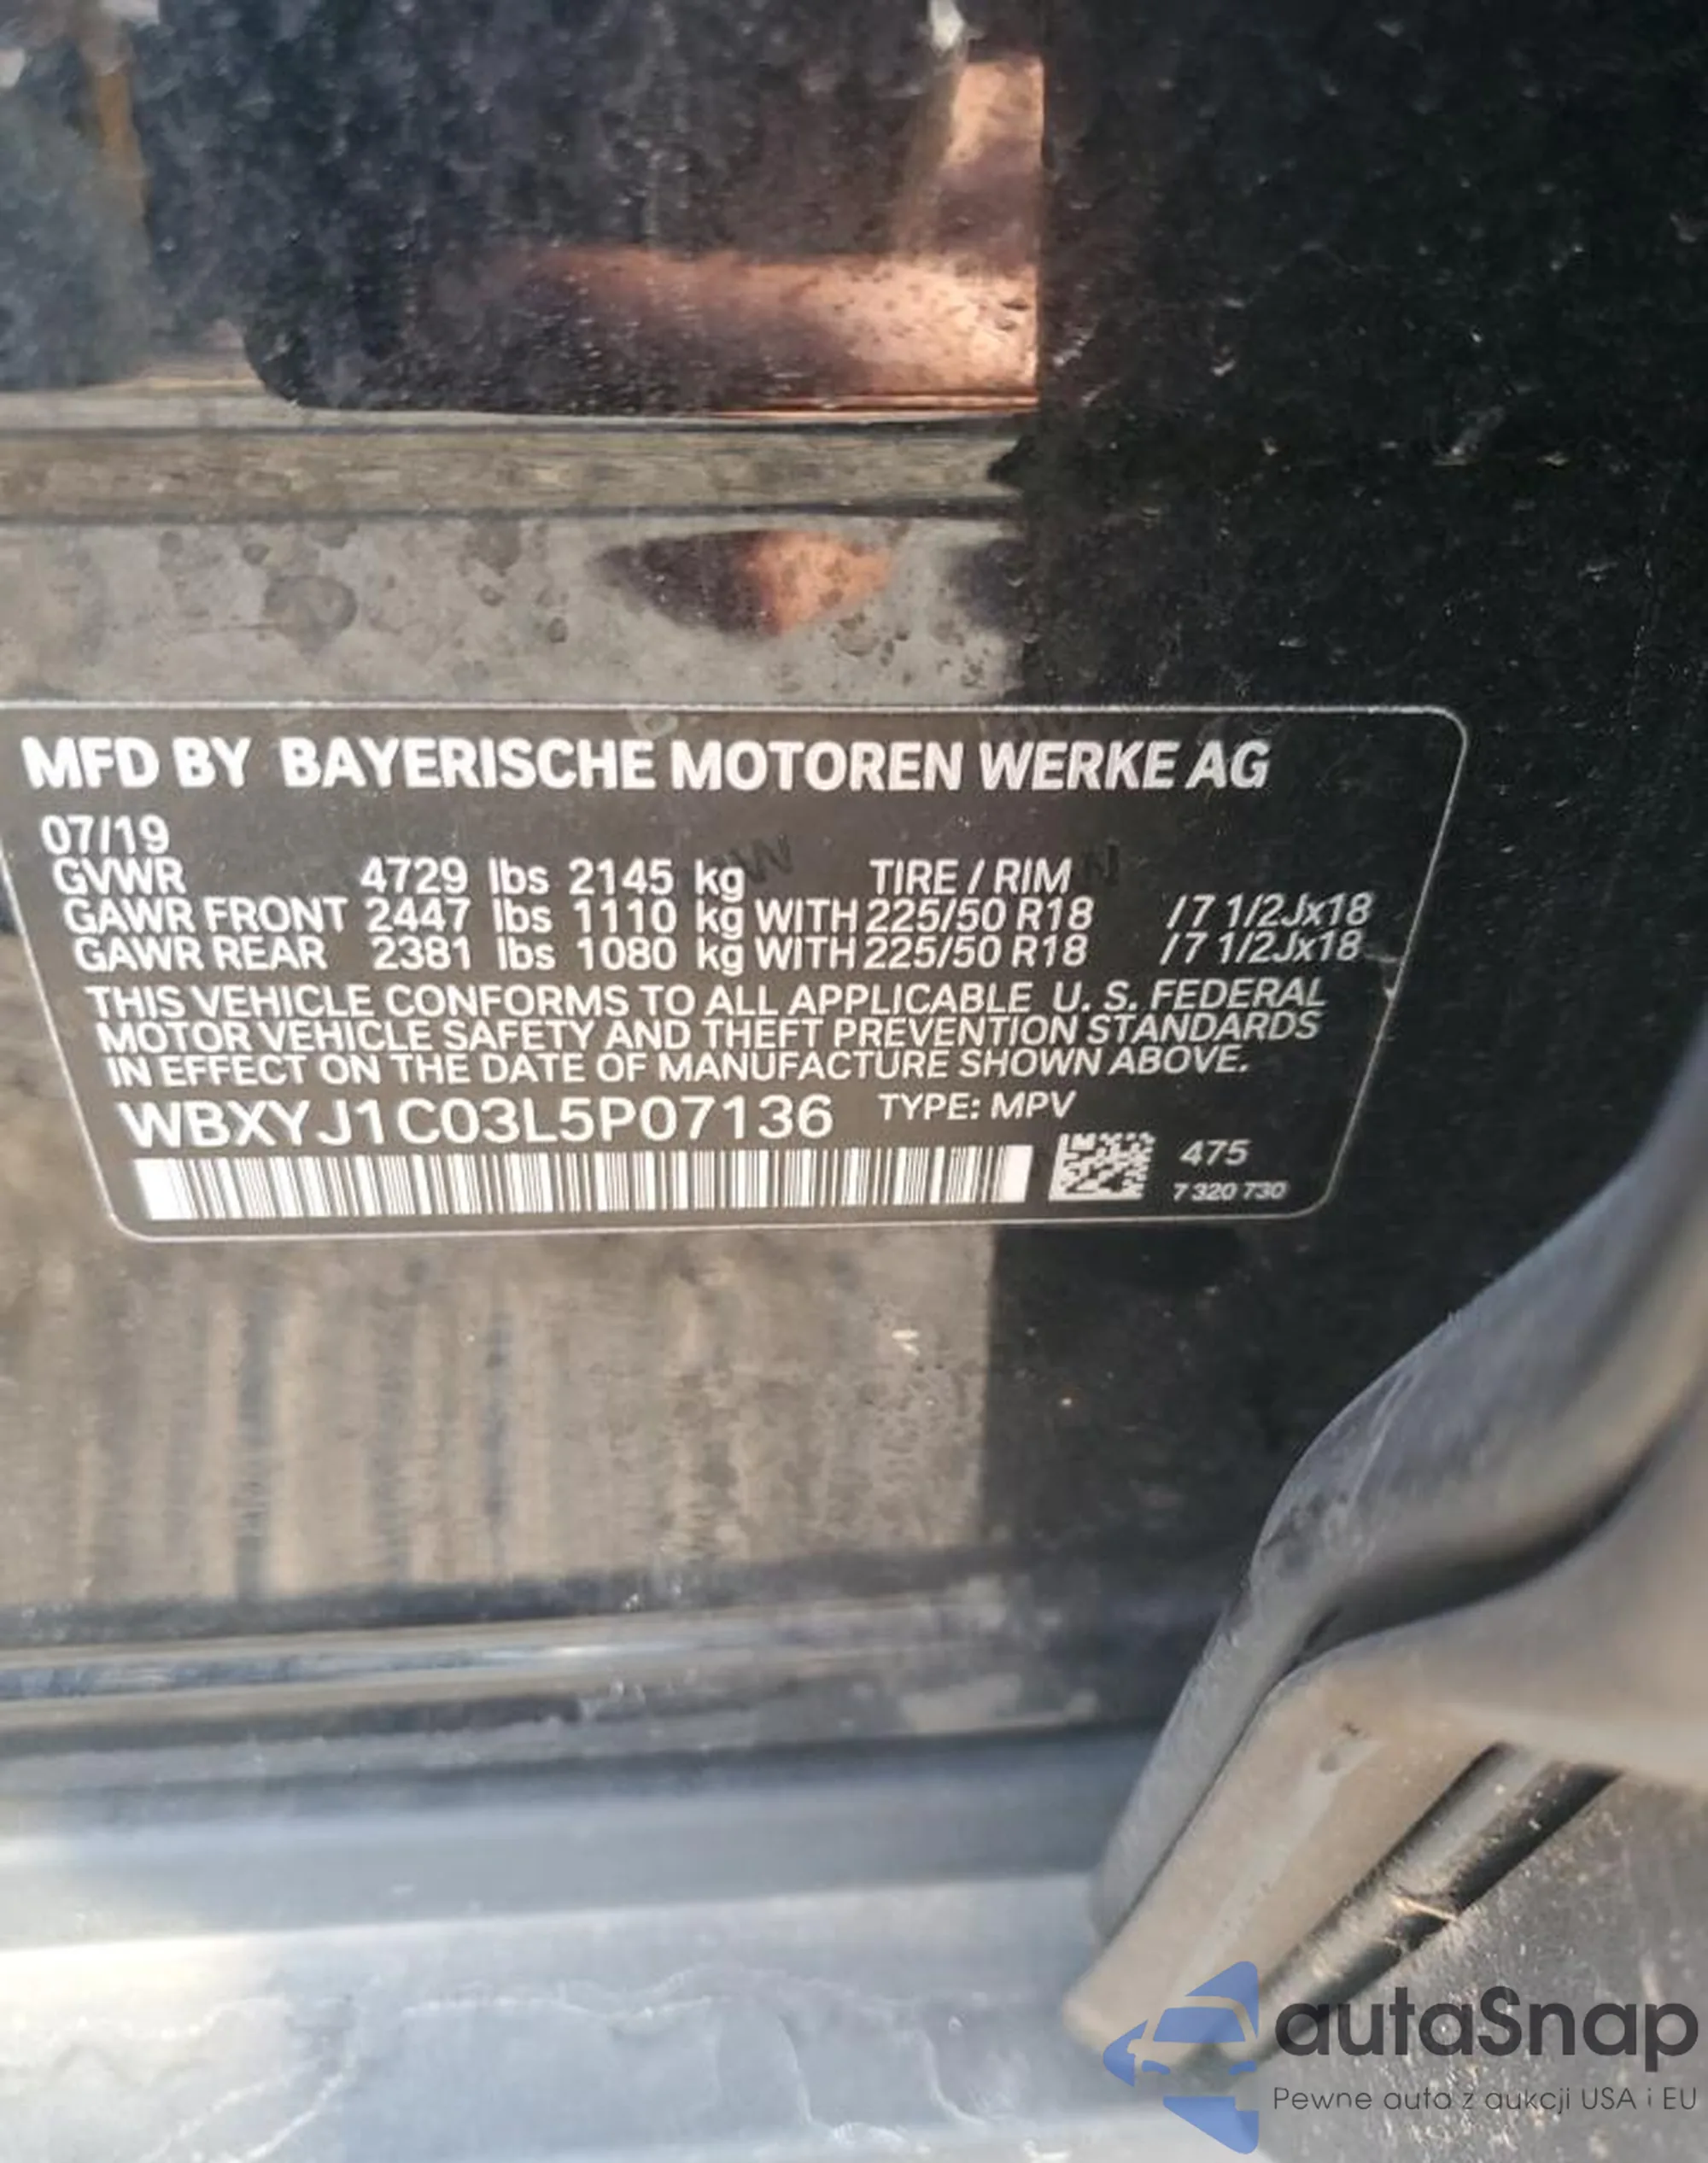 MFD BY BAYERISCHE MOTOREN WERKE AG
07/19
GVWR 4729 lbs 2145 kg TIRE / RIM
GAWR FRONT 2447 lbs 1110 kg WITH 225/50 R18 / 7 1/2Jx18
GAWR REAR 2381 lbs 1080 kg WITH 225/50 R18 / 7 1/2Jx18
THIS VEHICLE CONFORMS TO ALL APPLICABLE U. S. FEDERAL
MOTOR VEHICLE SAFETY AND THEFT PREVENTION STANDARDS
IN EFFECT ON THE DATE OF MANUFACTURE SHOWN ABOVE.
WBXYJ1C03L5P07136 TYPE: MPV
475
7 320 730
autaSnap
Pewne auta z aukcji USA i EU